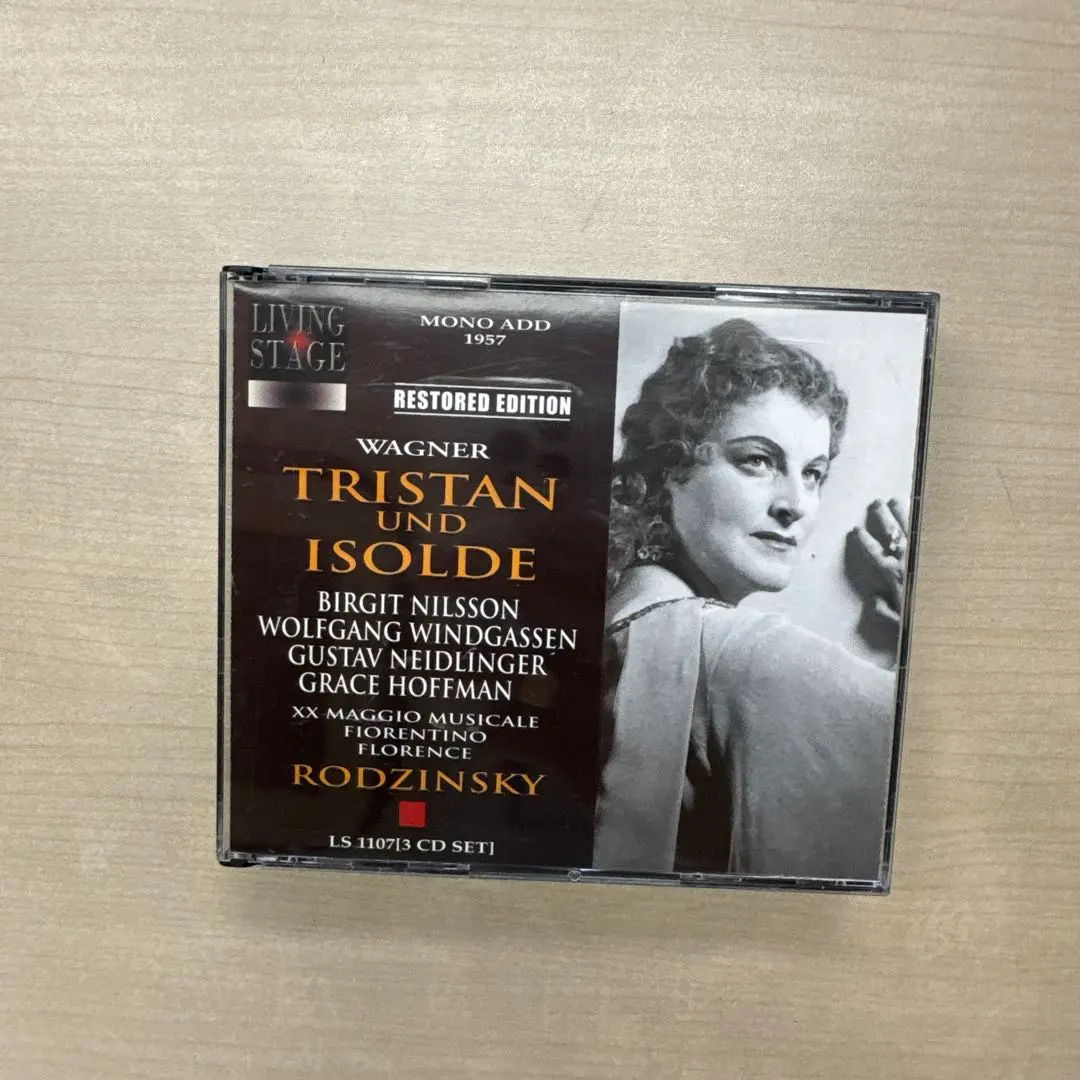 LIVING
STAGE
MONO ADD
1957
RESTORED EDITION
WAGNER
TRISTAN
UND
ISOLDE
BIRGIT NILSSON
WOLFGANG WINDGASSEN
GUSTAV NEIDLINGER
GRACE HOFFMAN
XX MAGGIO MUSICALE
FIORENTINO
FLORENCE
RODZINSKY
LS 1107[3 CD SET]